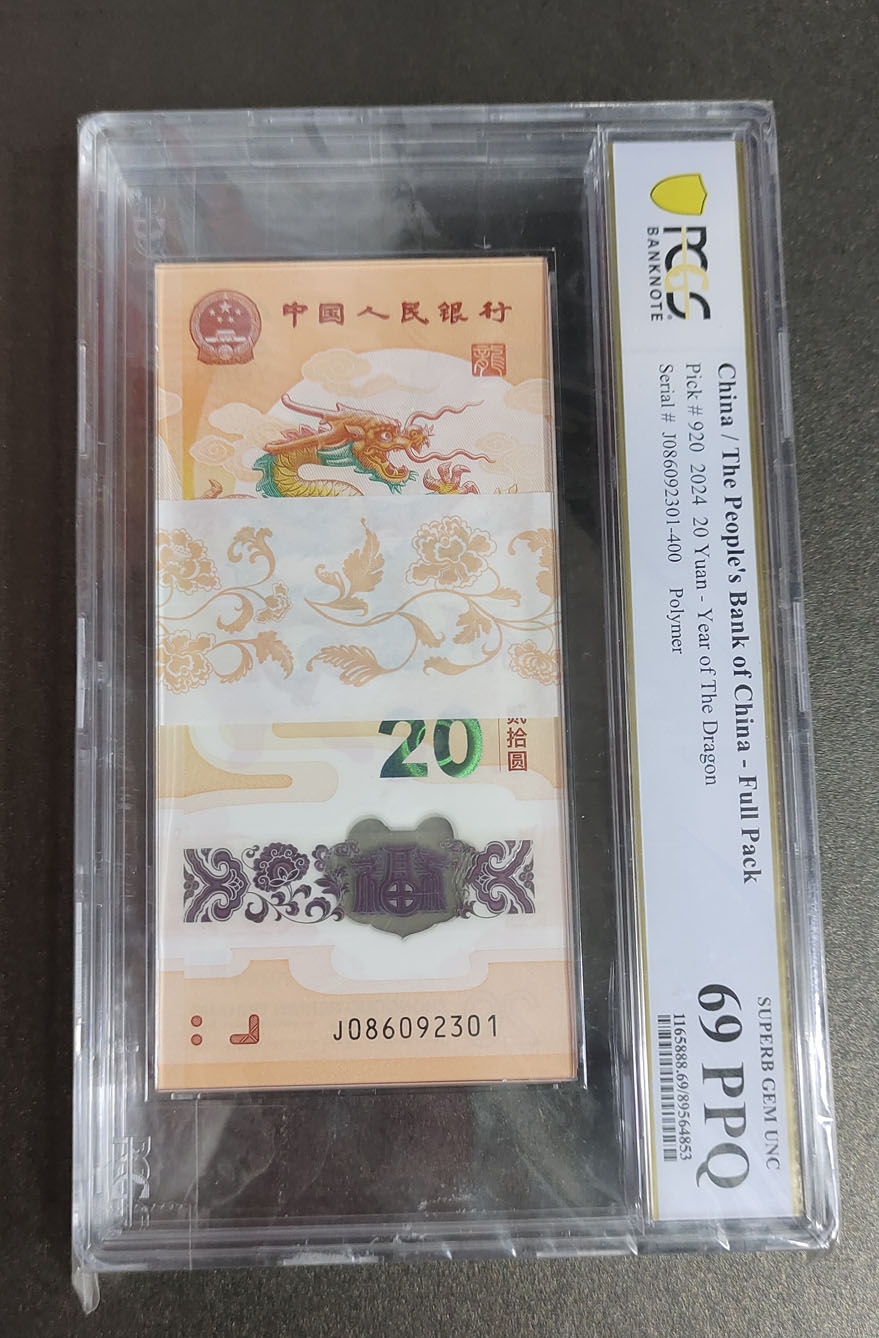 PCGS
BANKNOTE
China / The People's Bank of China - Full Pack
Pick # 920 2024 20 Yuan - Year of The Dragon
Serial # J086092301-400 Polymer
SUPERB GEM UNC
69 PPQ
1165888.69/89564853
中国人民银行
龍
20
贰拾圆
J086092301